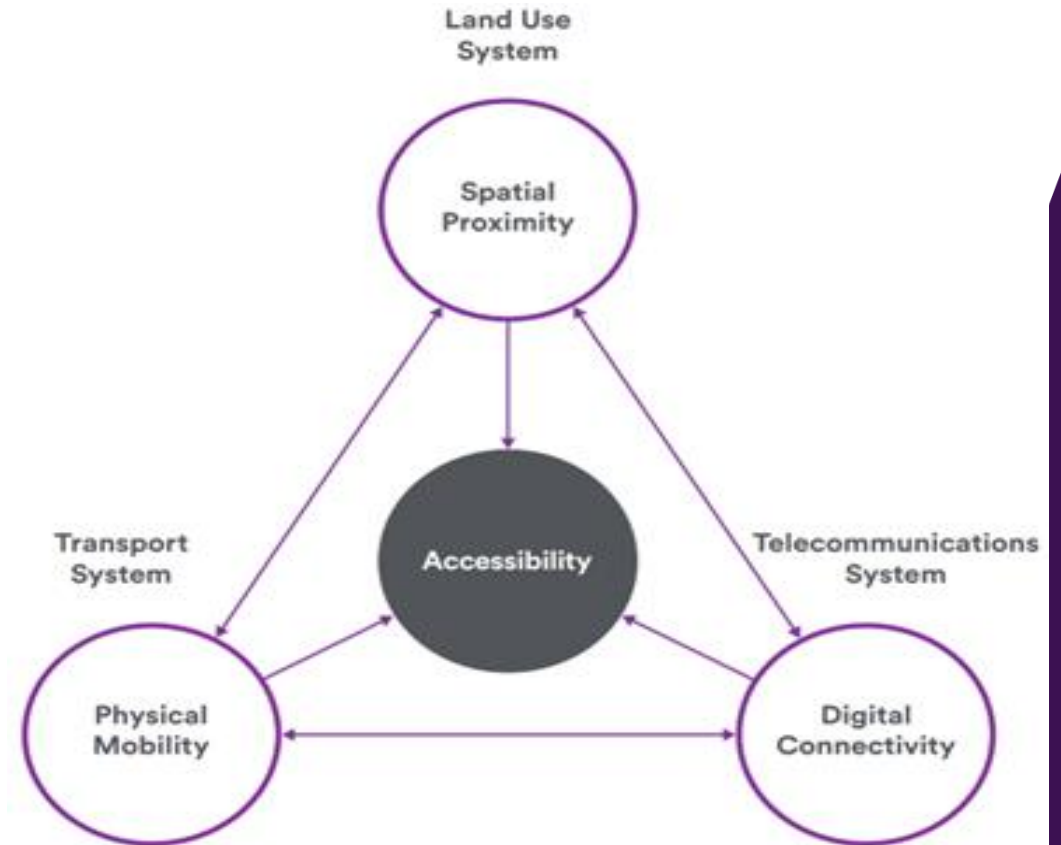 Land Use
System
Spatial
Proximity
Transport
System
Accessibility
Telecommunications
System
Physical
Mobility
Digital
Connectivity